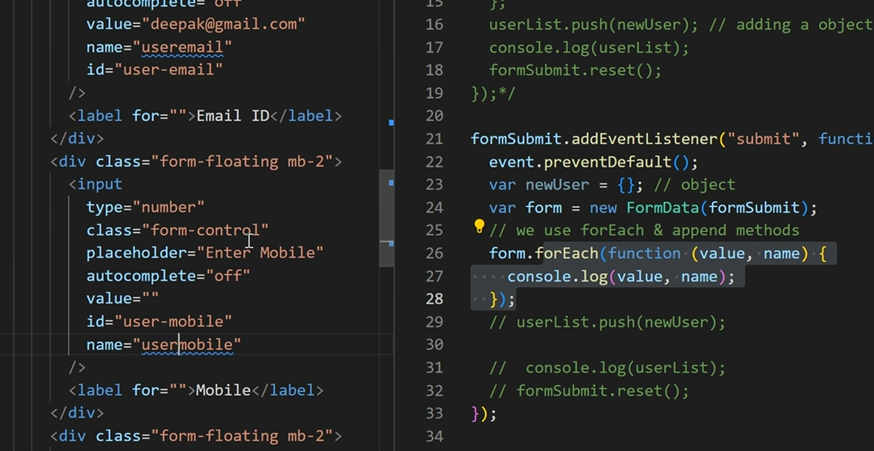 autocomplete="off"
value="deepak@gmail.com"
name="useremail"
id="user-email"
/>
<label for="">Email ID</label>
</div>
<div class="form-floating mb-2">
<input
type="number"
class="form-control"
placeholder="Enter Mobile"
autocomplete="off"
value=""
id="user-mobile"
name="usermobile"
/>
<label for="">Mobile</label>
</div>
<div class="form-floating mb-2">
15 };
16 userList.push(newUser); // adding a object
17 console.log(userList);
18 formSubmit.reset();
19 });*/
20
21 formSubmit.addEventListener("submit", functi
22 event.preventDefault();
23 var newUser = {}; // object
24 var form = new FormData(formSubmit);
25 // we use forEach & append methods
26 form.forEach(function (value, name) {
27 console.log(value, name);
28 });
29 // userList.push(newUser);
30
31 // console.log(userList);
32 // formSubmit.reset();
33 });
34